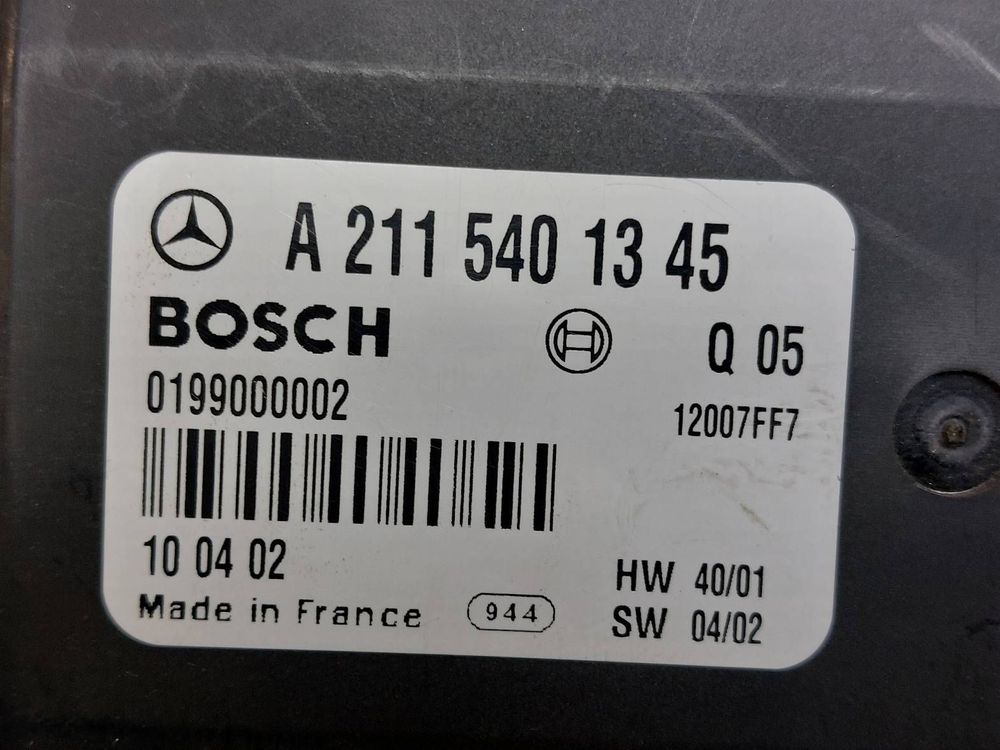 A 211 540 13 45
BOSCH Q 05
0199000002 12007FF7
10 04 02 HW 40/01
Made in France 944 SW 04/02